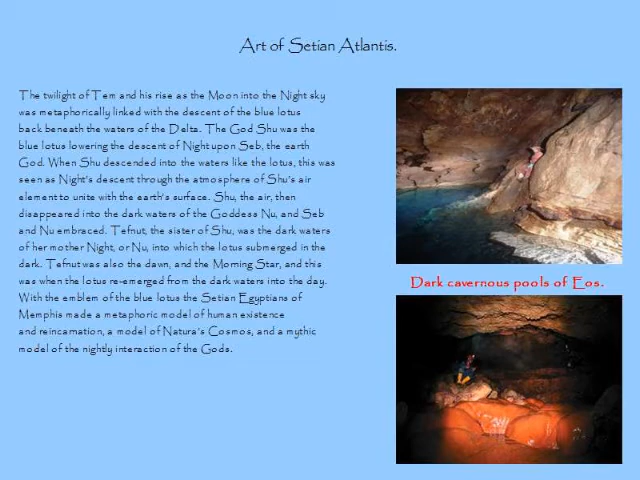 Art of Setian Atlantis.
The twilight of Tem and his rise as the Moon into the Night sky
was metaphorically linked with the descent of the blue lotus
back beneath the waters of the Delta. The God Shu was the
blue lotus lowering the descent of Night upon Seb, the earth
God. When Shu descended into the waters like the lotus, this was
seen as Night's descent through the atmosphere of Shu's air
element to unite with the earth's surface. Shu, the air, then
disappeared into the dark waters of the Goddess Nu, and Seb
and Nu embraced. Tefnut, the sister of Shu, was the dark waters
of her mother Night, or Nu, into which the lotus submerged in the
dark. Tefnut was also the dawn, and the Morning Star, and this
was when the lotus re-emerged from the dark waters into the day.
With the emblem of the blue lotus the Setian Egyptians of
Memphis made a metaphoric model of human existence
and reincarnation, a model of Natura's Cosmos, and a mythic
model of the nightly interaction of the Gods.
Dark cavernous pools of Eos.